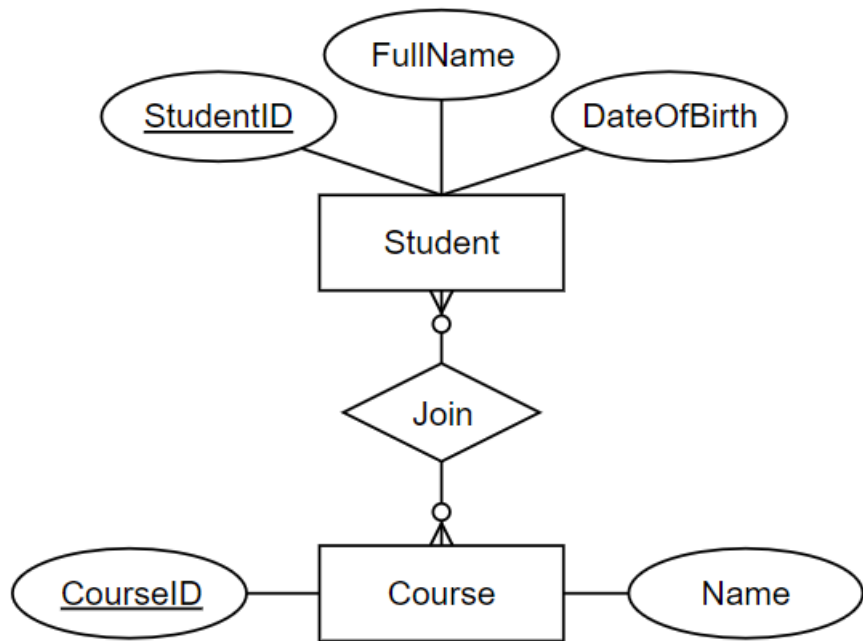 FullName
StudentID
DateOfBirth
Student
Join
CourseID
Course
Name